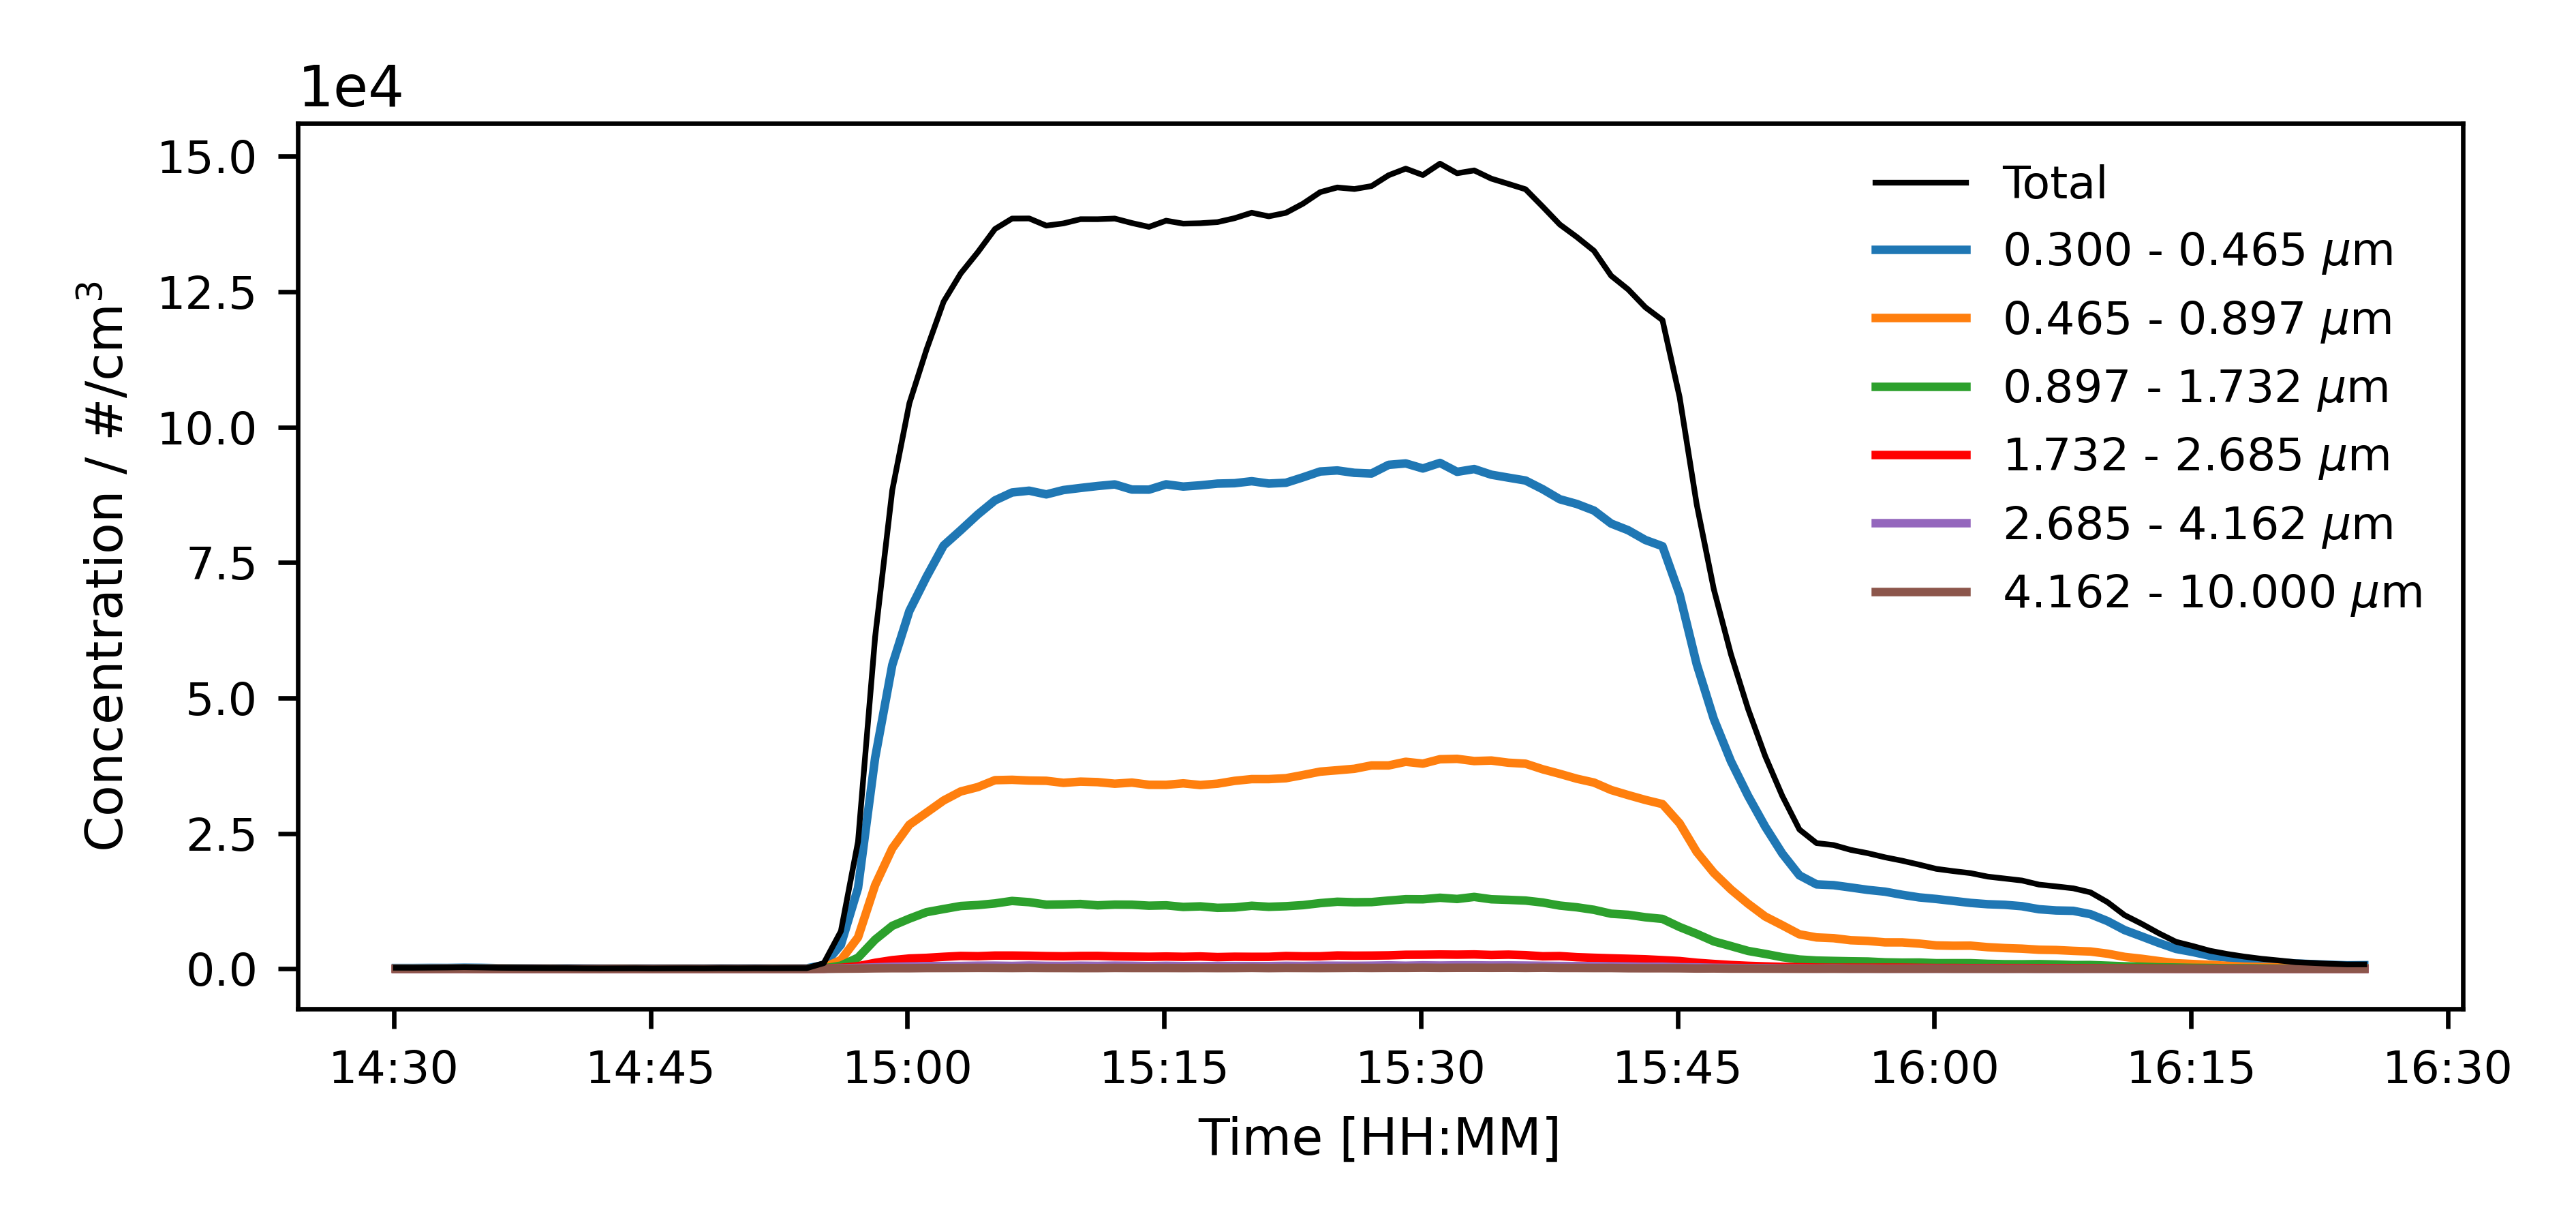 1e4
15.0
12.5
10.0
7.5
5.0
2.5
0.0
Concentration / #/cm³
Total
0.300 - 0.465 μm
0.465 - 0.897 μm
0.897 - 1.732 μm
1.732 - 2.685 μm
2.685 - 4.162 μm
4.162 - 10.000 μm
14:30 14:45 15:00 15:15 15:30 15:45 16:00 16:15 16:30
Time [HH:MM]